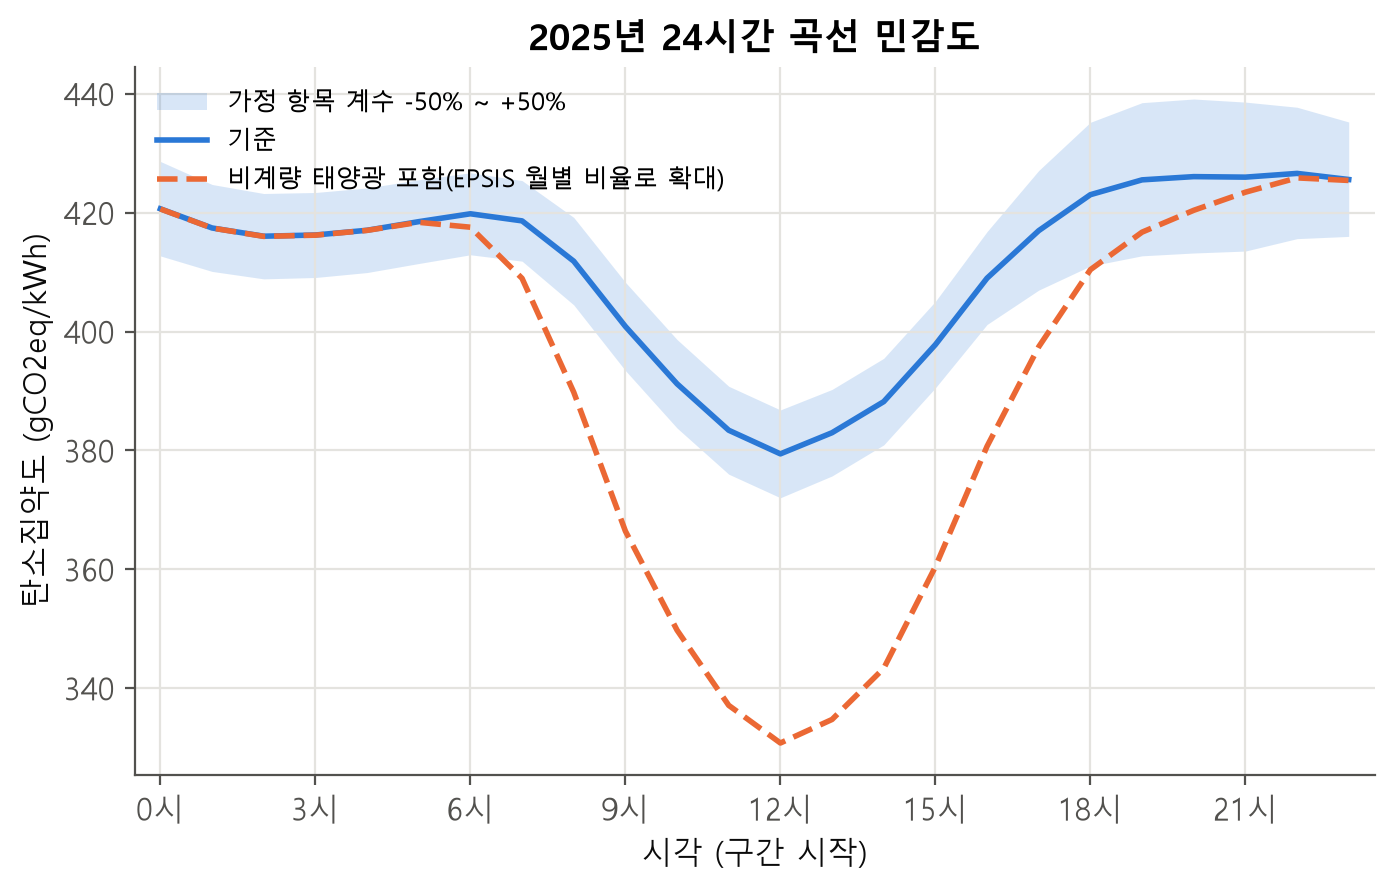 2025년 24시간 곡선 민감도
가정 항목 계수 -50% ~ +50%
기준
비계량 태양광 포함(EPSIS 월별 비율로 확대)
탄소집약도 (gCO2eq/kWh)
440
420
400
380
360
340
0시 3시 6시 9시 12시 15시 18시 21시
시각 (구간 시작)